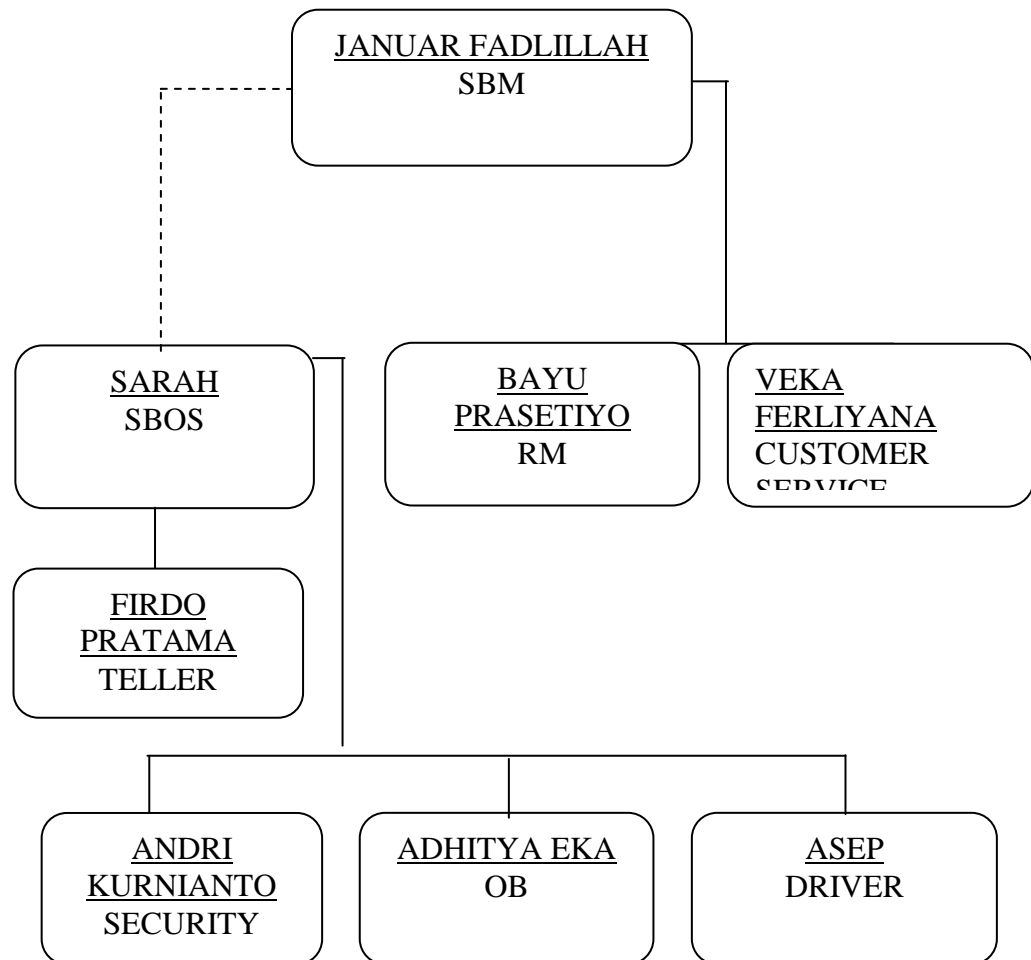 JANUAR FADLILLAH
SBM
SARAH
SBOS
BAYU
PRASETIYO
RM
VEKA
FERLIYANA
CUSTOMER
SERVICE
FIRDO
PRATAMA
TELLER
ANDRI
KURNIANTO
SECURITY
ADHITYA EKA
OB
ASEP
DRIVER